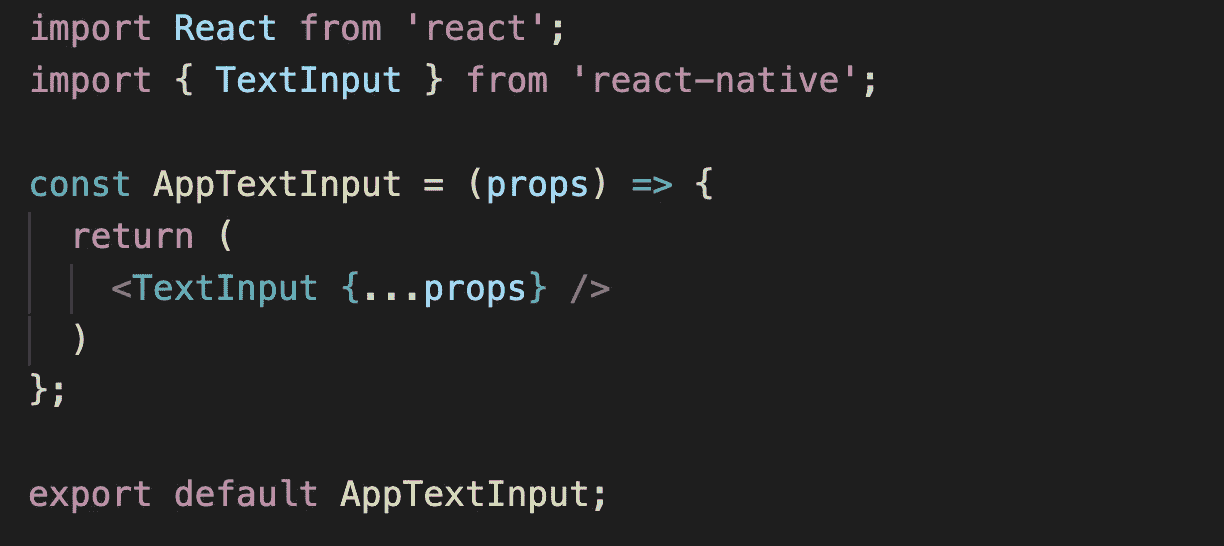 import React from 'react';
import { TextInput } from 'react-native';
const AppTextInput = (props) => {
return (
<TextInput {...props} />
)
};
export default AppTextInput;